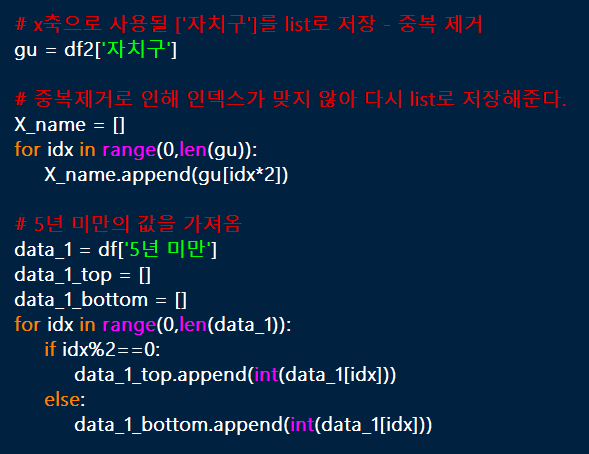 # x축으로 사용될 ['자치구']를 list로 저장 - 중복 제거
gu = df2['자치구']
# 중복제거로 인해 인덱스가 맞지 않아 다시 list로 저장해준다.
X_name = []
for idx in range(0,len(gu)):
X_name.append(gu[idx*2])
# 5년 미만의 값을 가져옴
data_1 = df['5년 미만']
data_1_top = []
data_1_bottom = []
for idx in range(0,len(data_1)):
if idx%2==0:
data_1_top.append(int(data_1[idx]))
else:
data_1_bottom.append(int(data_1[idx]))